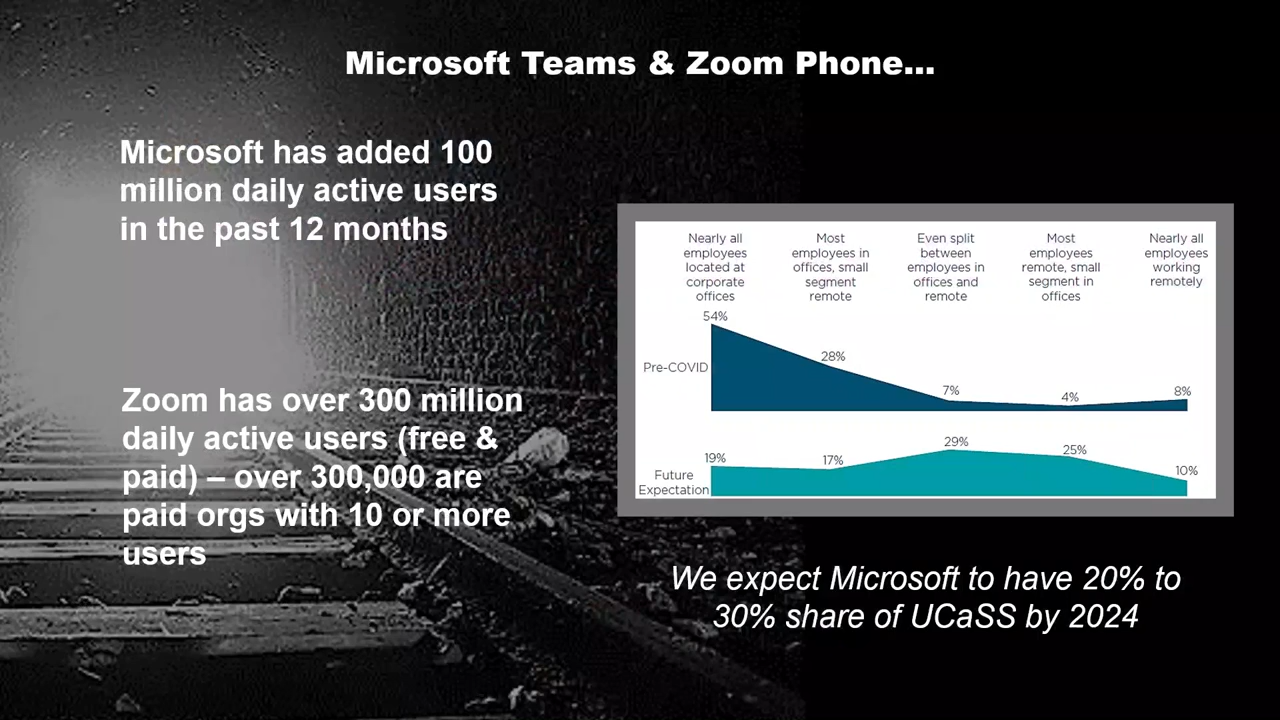 Microsoft Teams & Zoom Phone...
Microsoft has added 100
million daily active users
in the past 12 months
Zoom has over 300 million
daily active users (free &
paid) – over 300,000 are
paid orgs with 10 or more
users
Nearly all
employees
located at
corporate
offices
Most
employees in
offices, small
segment
remote
Even split
between
employees in
offices and
remote
Most
employees
remote, small
segment in
offices
Nearly all
employees
working
remotely
Pre-COVID
54%
28%
7%
4%
8%
Future
Expectation
19%
17%
29%
25%
10%
We expect Microsoft to have 20% to
30% share of UCaSS by 2024